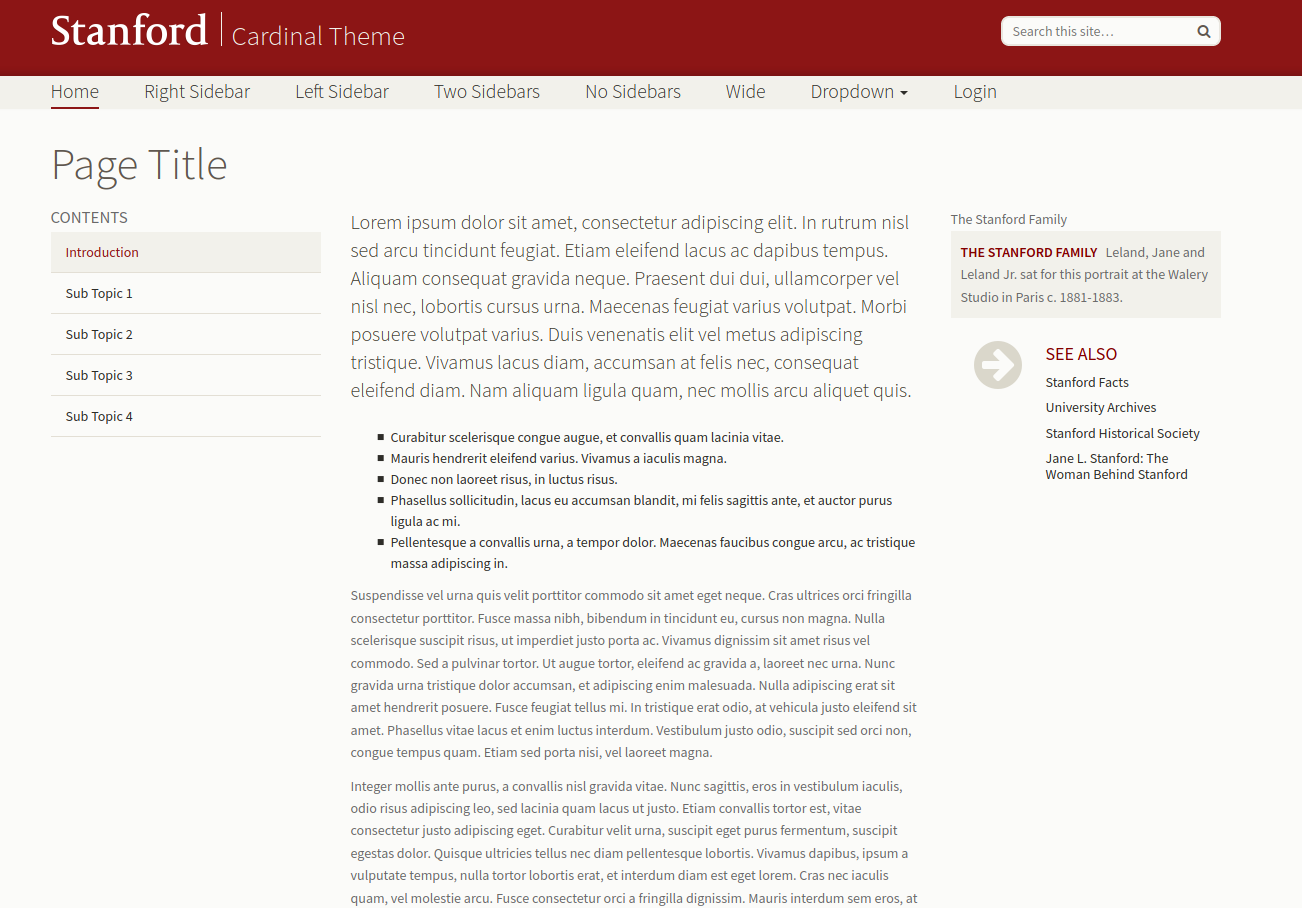 Stanford Cardinal Theme
Search this site...
Home Right Sidebar Left Sidebar Two Sidebars No Sidebars Wide Dropdown Login
Page Title
CONTENTS
Introduction
Sub Topic 1
Sub Topic 2
Sub Topic 3
Sub Topic 4
Lorem ipsum dolor sit amet, consectetur adipiscing elit. In rutrum nisl
sed arcu tincidunt feugiat. Etiam eleifend lacus ac dapibus tempus.
Aliquam consequat gravida neque. Praesent dui dui, ullamcorper vel
nisl nec, lobortis cursus urna. Maecenas feugiat varius volutpat. Morbi
posuere volutpat varius. Duis venenatis elit vel metus adipiscing
tristique. Vivamus lacus diam, accumsan at felis nec, consequat
eleifend diam. Nam aliquam ligula quam, nec mollis arcu aliquet quis.
Curabitur scelerisque congue augue, et convallis quam lacinia vitae.
Mauris hendrerit eleifend varius. Vivamus a iaculis magna.
Donec non laoreet risus, in luctus risus.
Phasellus sollicitudin, lacus eu accumsan blandit, mi felis sagittis ante, et auctor purus
ligula ac mi.
Pellentesque a convallis urna, a tempor dolor. Maecenas faucibus congue arcu, ac tristique
massa adipiscing in.
Suspendisse vel urna quis velit porttitor commodo sit amet eget neque. Cras ultrices orci fringilla
consectetur porttitor. Fusce massa nibh, bibendum in tincidunt eu, cursus non magna. Nulla
scelerisque suscipit risus, ut imperdiet justo porta ac. Vivamus dignissim sit amet risus vel
commodo. Sed a pulvinar tortor. Ut augue tortor, eleifend ac gravida a, laoreet nec urna. Nunc
gravida urna tristique dolor accumsan, et adipiscing enim malesuada. Nulla adipiscing erat sit
amet hendrerit posuere. Fusce feugiat tellus mi. In tristique erat odio, at vehicula justo eleifend sit
amet. Phasellus vitae lacus et enim luctus interdum. Vestibulum justo odio, suscipit sed orci non,
congue tempus quam. Etiam sed porta nisi, vel laoreet magna.
Integer mollis ante purus, a convallis nisl gravida vitae. Nunc sagittis, eros in vestibulum iaculis,
odio risus adipiscing leo, sed lacinia quam lacus ut justo. Etiam convallis tortor est, vitae
consectetur justo adipiscing eget. Curabitur velit urna, suscipit eget purus fermentum, suscipit
egestas dolor. Quisque ultricies tellus nec diam pellentesque lobortis. Vivamus dapibus, ipsum a
vulputate tempus, nulla tortor lobortis erat, et interdum diam est eget lorem. Cras nec iaculis
quam, vel molestie arcu. Fusce consectetur orci a fringilla dignissim. Mauris interdum sem eros, at
The Stanford Family
THE STANFORD FAMILY Leland, Jane and
Leland Jr. sat for this portrait at the Walery
Studio in Paris c. 1881-1883.
SEE ALSO
Stanford Facts
University Archives
Stanford Historical Society
Jane L. Stanford: The
Woman Behind Stanford